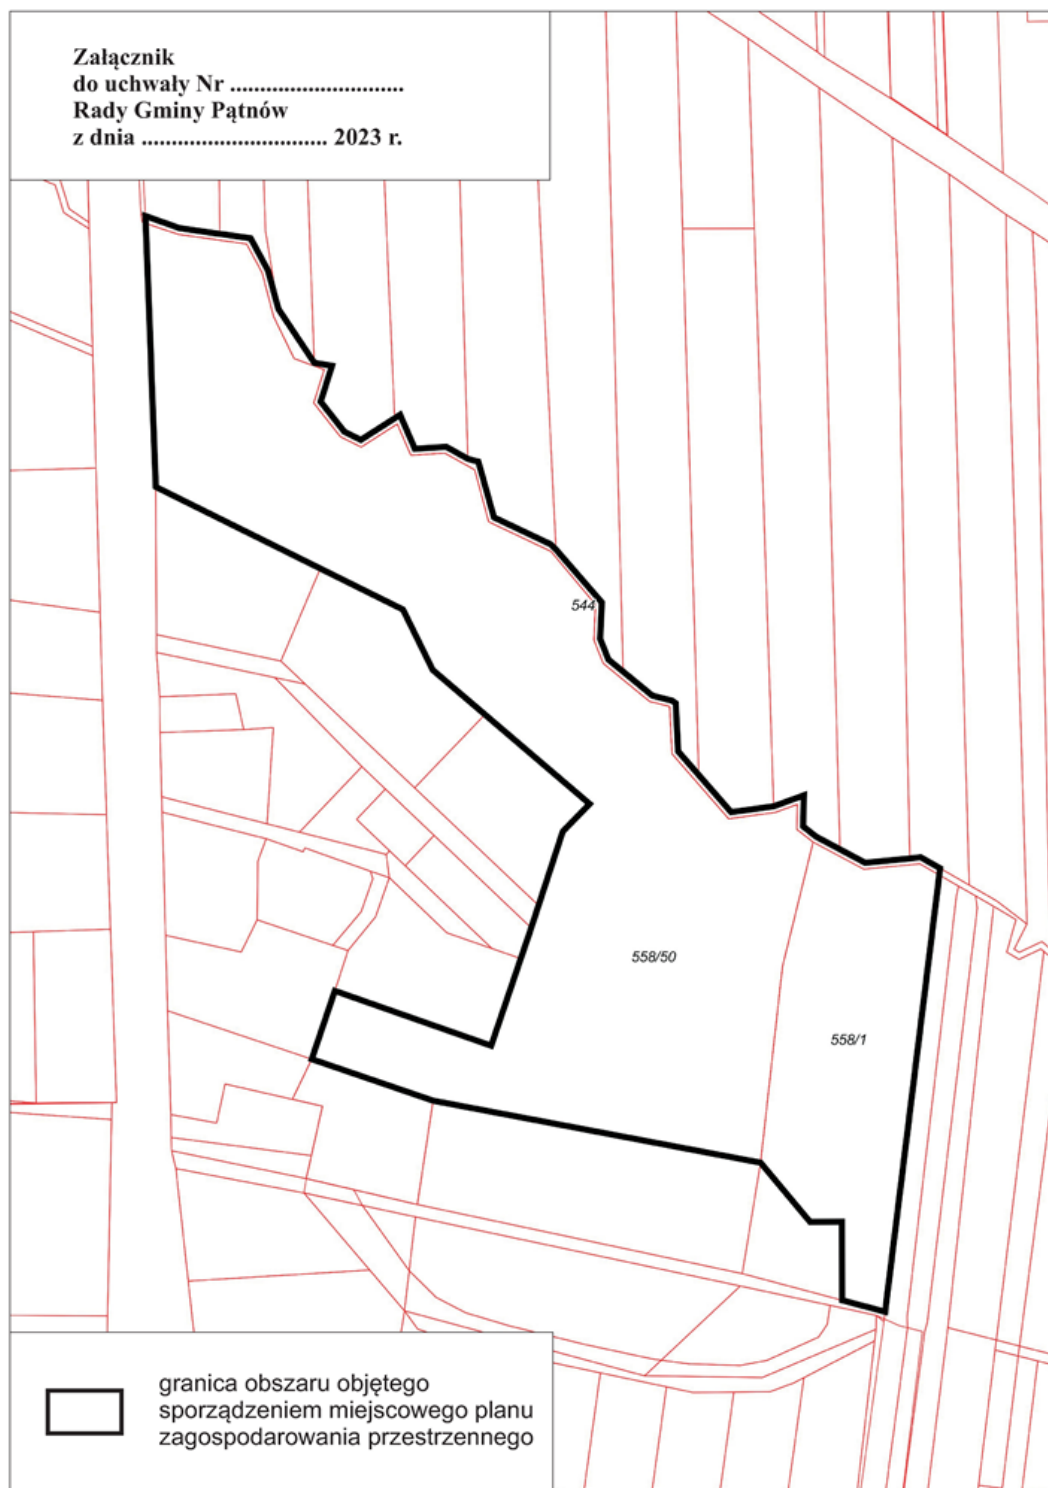 Załącznik
do uchwały Nr .............................
Rady Gminy Pątnów
z dnia ............................... 2023 r.
544
558/50
558/1
granica obszaru objętego
sporządzeniem miejscowego planu
zagospodarowania przestrzennego